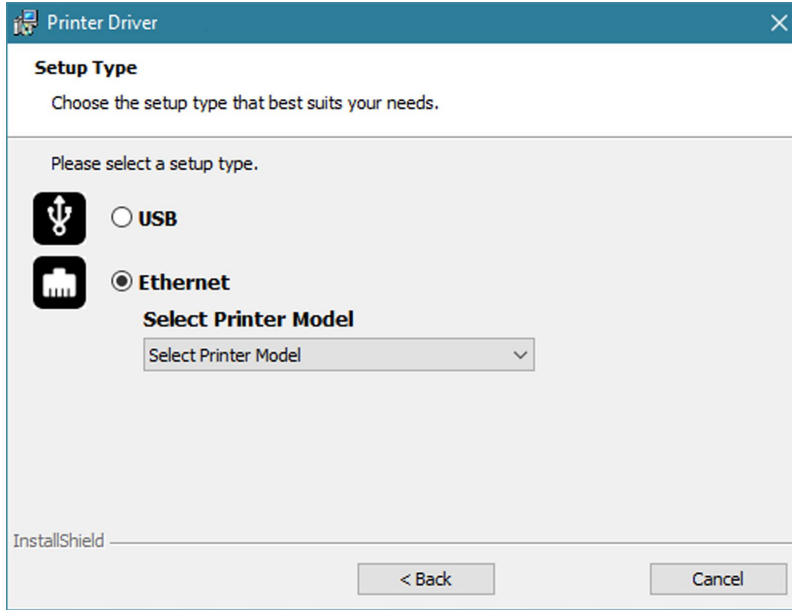 Printer Driver
Setup Type
Choose the setup type that best suits your needs.
Please select a setup type.
USB
Ethernet
Select Printer Model
Select Printer Model
InstallShield
< Back
Cancel